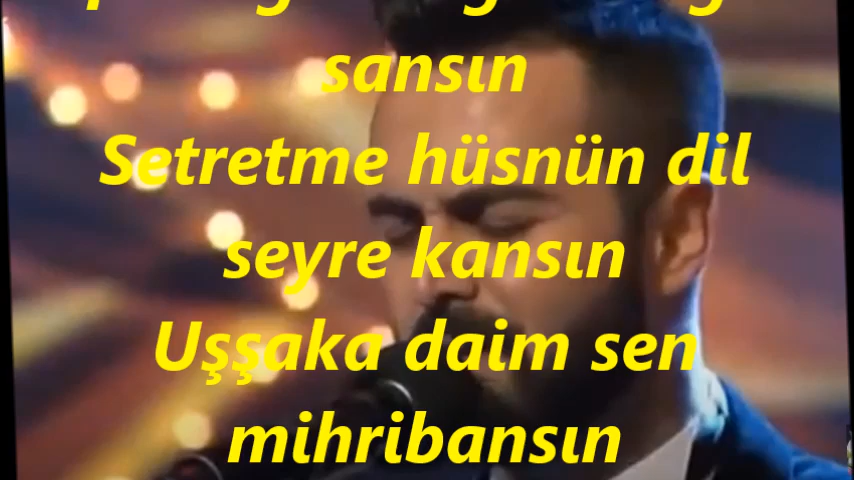 sansın
Setretme hüsnün dil
seyre kansın
Uşşaka daim sen
mihribansın